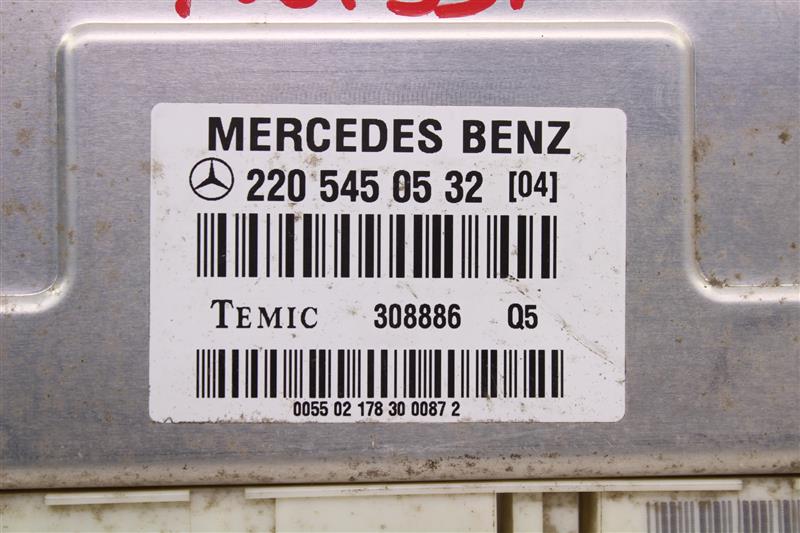 MERCEDES BENZ
220 545 05 32 [04]
TEMIC 308886 Q5
0055 02 178 30 0087 2